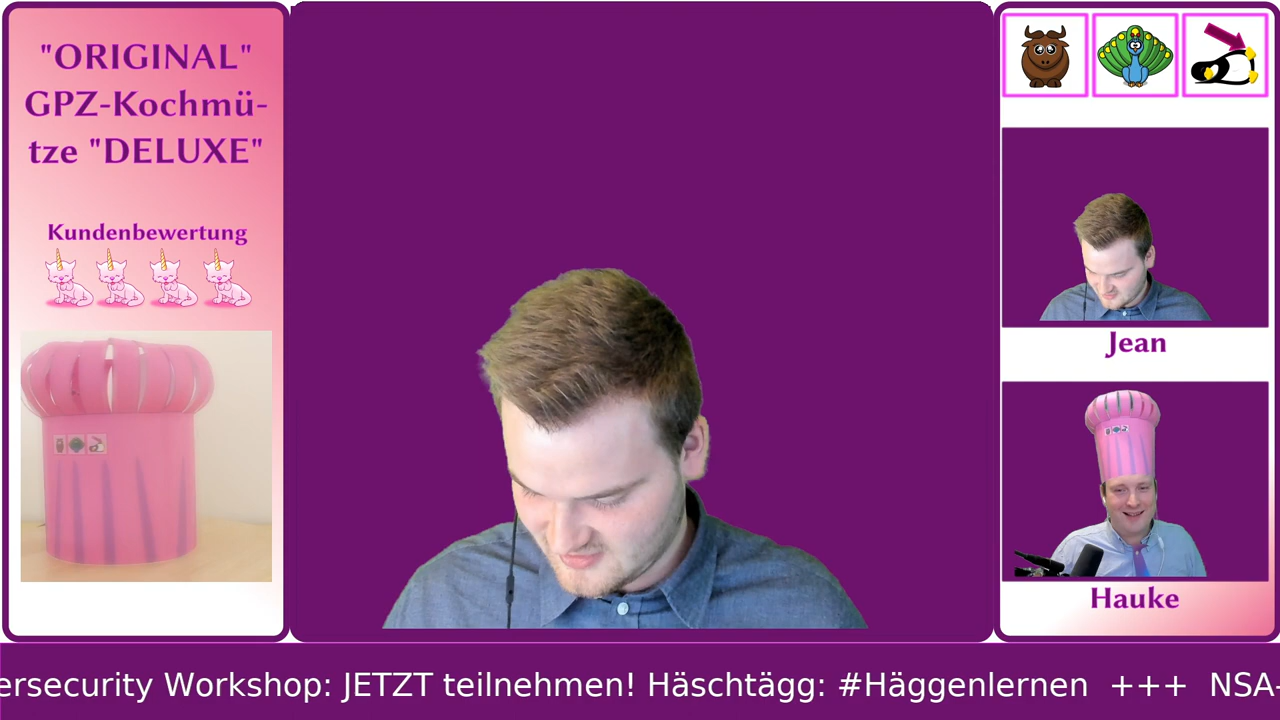 "ORIGINAL"
GPZ-Kochmü-
tze "DELUXE"
Kundenbewertung
Jean
Hauke
ersecurity Workshop: JETZT teilnehmen! Häschtägg: #Häggenlernen +++ NSA-